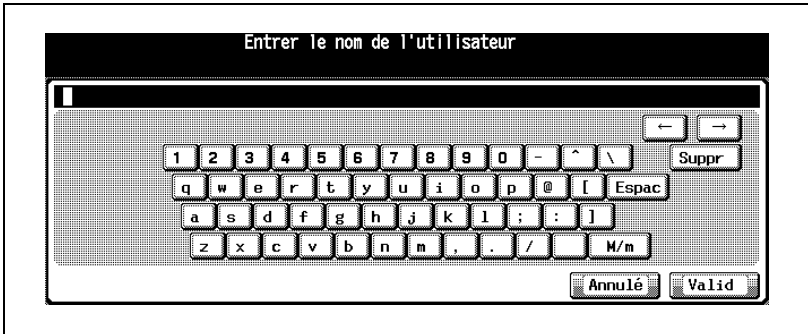 Entrer le nom de l'utilisateur
← →
1 2 3 4 5 6 7 8 9 0 - ^ \ Suppr
q w e r t y u i o p @ [ Espac
a s d f g h j k l ; : ]
z x c v b n m , . / M/m
Annulé Valid